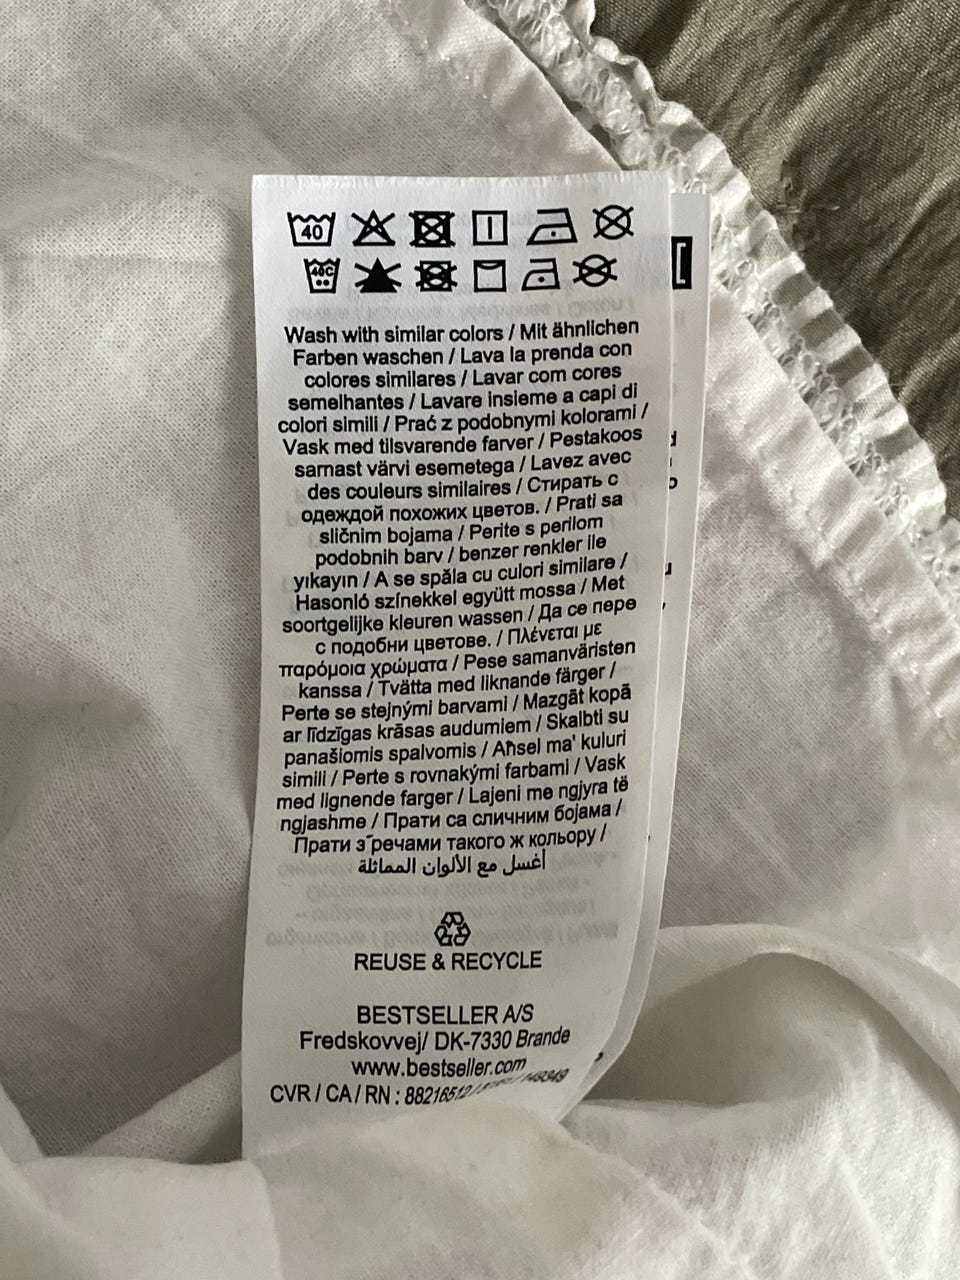 40
40C
Wash with similar colors / Mit ähnlichen
Farben waschen / Lava la prenda con
colores similares / Lavar com cores
semelhantes / Lavare insieme a capi di
colori simili / Prać z podobnymi kolorami /
Vask med tilsvarende farver / Pestakoos
sarnast värvi esemetega / Lavez avec
des couleurs similaires / Стирать с
одеждой похожих цветов. / Prati sa
sličnim bojama / Perite s perilom
podobnih barv / benzer renkler ile
yıkayın / A se spăla cu culori similare /
Hasonló színekkel együtt mossa / Met
soortgelijke kleuren wassen / Да се пере
с подобни цветове. / Πλένεται με
παρόμοια χρώματα / Pese samanväristen
kanssa / Tvätta med liknande färger /
Perte se stejnými barvami / Mazgāt kopā
ar līdzīgas krāsas audumiem / Skalbti su
panašiomis spalvomis / Aħsel ma' kuluri
simili / Perte s rovnakými farbami / Vask
med lignende farger / Lajeni me ngjyra të
ngjashme / Прати са сличним бојама /
Прати з ̋речами такого ж кольору /
أغسل مع الألوان المماثلة
REUSE & RECYCLE
BESTSELLER A/S
Fredskovvej/ DK-7330 Brande
www.bestseller.com
CVR / CA / RN : 88216512 / / 149349